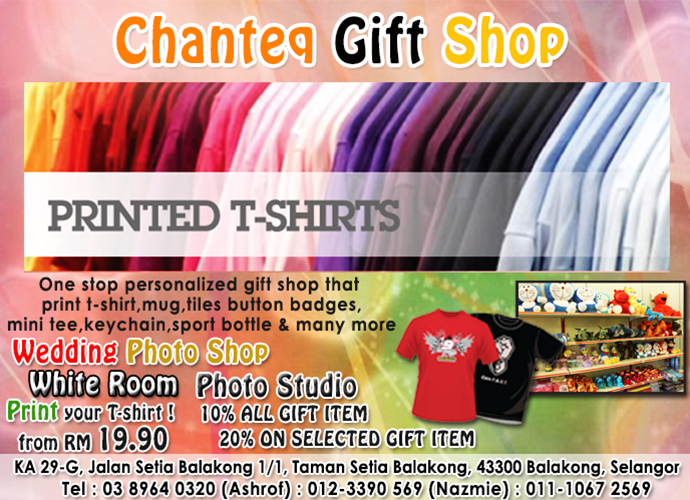 Chanteq Gift Shop
PRINTED T-SHIRTS
One stop personalized gift shop that
print t-shirt,mug,tiles button badges,
mini tee,keychain,sport bottle & many more
Wedding Photo Shop
White Room Photo Studio
Print your T-shirt ! 10% ALL GIFT ITEM
from RM 19.90 20% ON SELECTED GIFT ITEM
KA 29-G, Jalan Setia Balakong 1/1, Taman Setia Balakong, 43300 Balakong, Selangor
Tel : 03 8964 0320 (Ashrof) : 012-3390 569 (Nazmie) : 011-1067 2569